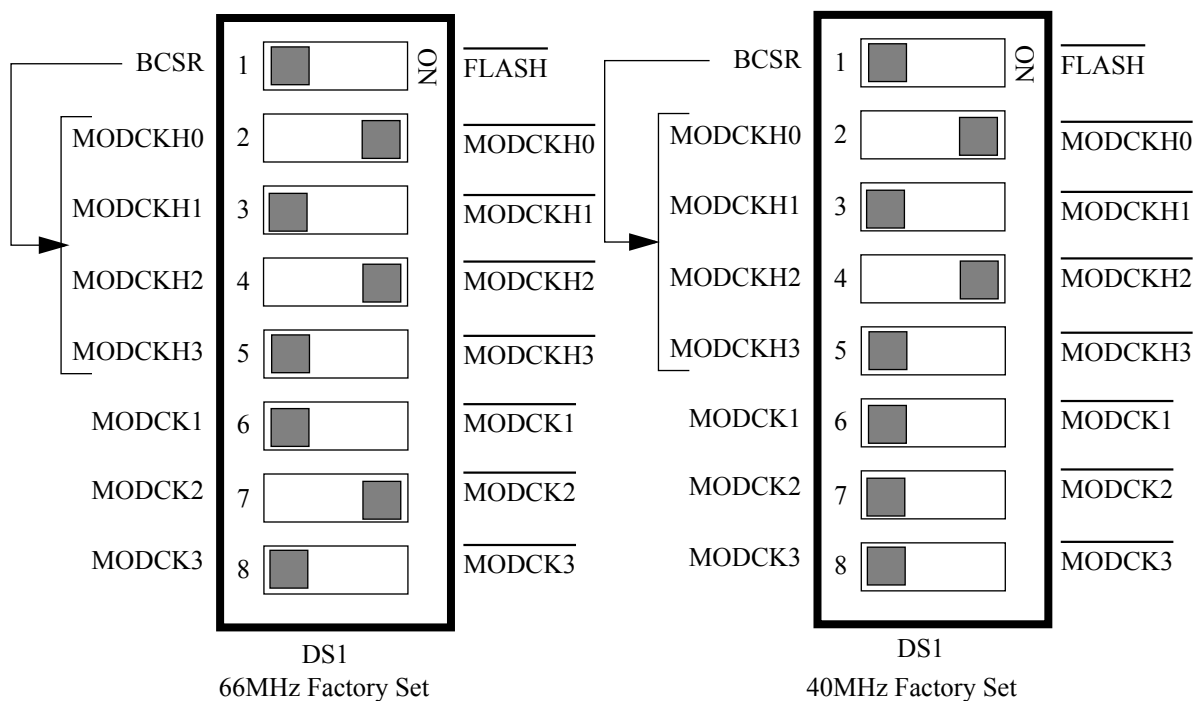 BCSR 1 ON FLASH
MODCKH0 2 MODCKH0
MODCKH1 3 MODCKH1
MODCKH2 4 MODCKH2
MODCKH3 5 MODCKH3
MODCK1 6 MODCK1
MODCK2 7 MODCK2
MODCK3 8 MODCK3
DS1
66MHz Factory Set
BCSR 1 ON FLASH
MODCKH0 2 MODCKH0
MODCKH1 3 MODCKH1
MODCKH2 4 MODCKH2
MODCKH3 5 MODCKH3
MODCK1 6 MODCK1
MODCK2 7 MODCK2
MODCK3 8 MODCK3
DS1
40MHz Factory Set